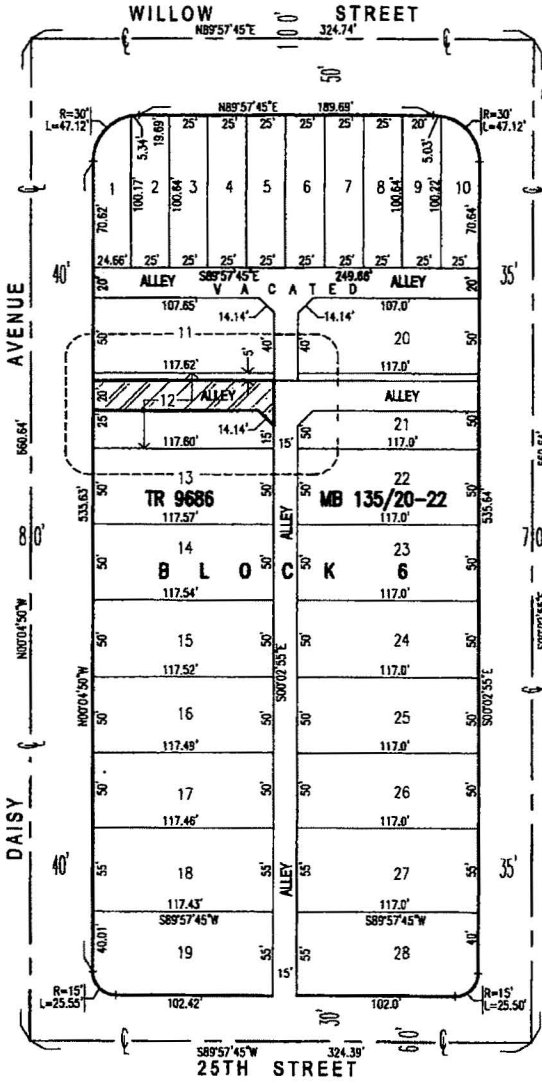 WILLOW STREET
N89°57'45"E 324.74'
100'
50'
R=30'
L=47.12'
N89°57'45"E 189.69'
R=30'
L=47.12'
5.34' 19.69' 25' 25' 25' 25' 25' 25' 20' 5.03'
1 2 3 4 5 6 7 8 9 10
70.62' 100.17' 100.64' 100.64' 100.22' 70.64'
24.66' 25' 25' 25' 25' 25' 25' 25' 25' 25'
40' 35'
S89°57'45"E 249.66'
20' ALLEY VACATED ALLEY 20'
107.65' 107.0'
14.14' 14.14'
50' 11 40' 40' 20 50'
117.62' 5' 117.0'
20' 12 ALLEY ALLEY
25' 14.14' 15' 21
117.60' 15' 117.0'
AVENUE
660.64'
535.63'
535.64'
13 50' 50' 22
TR 9686 MB 135/20-22
117.57' ALLEY 117.0'
80' 70'
50' 14 50' 50' 23 50'
BLOCK 6
117.54' 117.0'
N00°04'50"W
50' 15 50' 50' 24 50'
117.52' S00°02'55"E 117.0'
N00°04'50"W
S00°02'55"E
50' 16 50' 50' 25 50'
117.49' 117.0'
50' 17 50' 50' 26 50'
117.46' 117.0'
DAISY
40' 35'
55' 18 55' ALLEY 55' 27 55'
117.43' 117.0'
S89°57'45"W S89°57'45"W
40.01' 19 55' 55' 28 40'
15'
R=15'
L=25.55'
R=15'
L=25.50'
102.42' 102.0'
30'
60'
S89°57'45"W 324.39'
25TH STREET